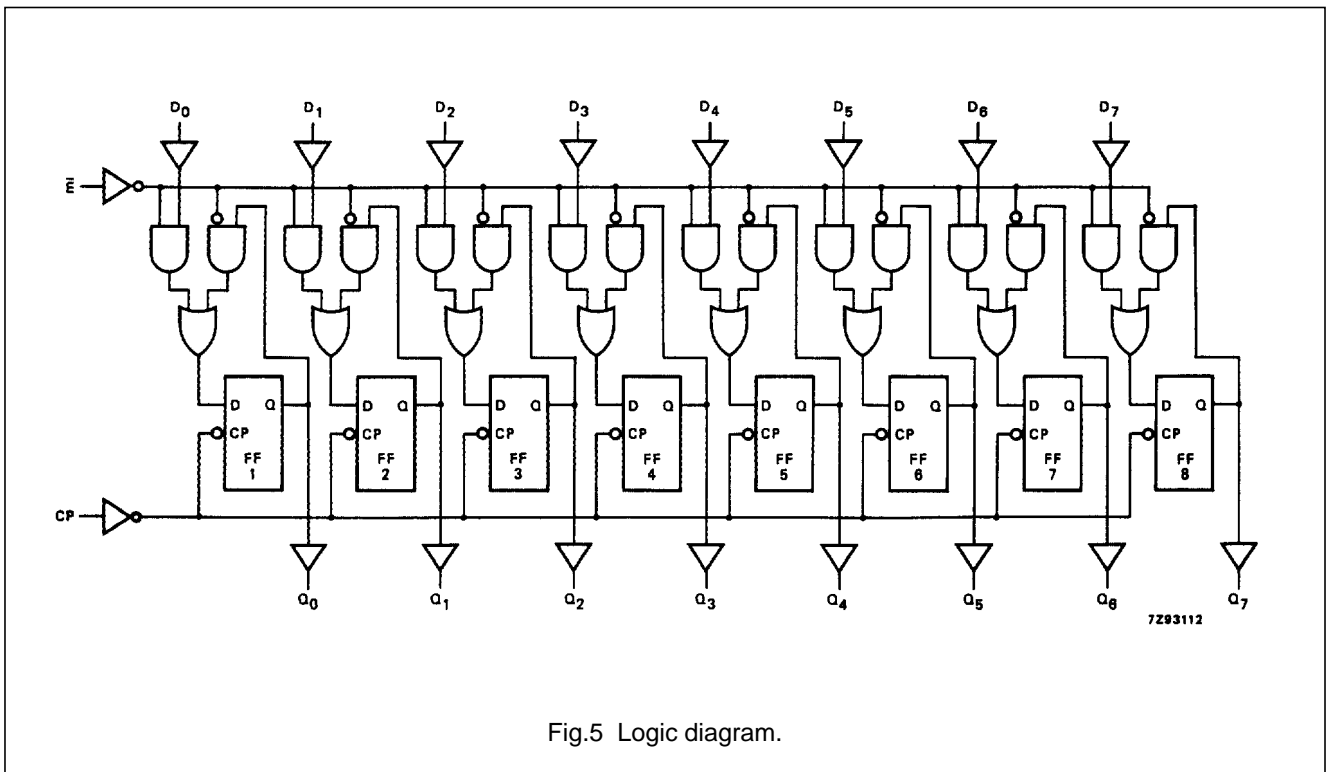 D0 D1 D2 D3 D4 D5 D6 D7
E̅
D Q D Q D Q D Q D Q D Q D Q D Q
CP CP CP CP CP CP CP CP
FF FF FF FF FF FF FF FF
1 2 3 4 5 6 7 8
CP
Q0 Q1 Q2 Q3 Q4 Q5 Q6 Q7
7Z93112
Fig.5 Logic diagram.